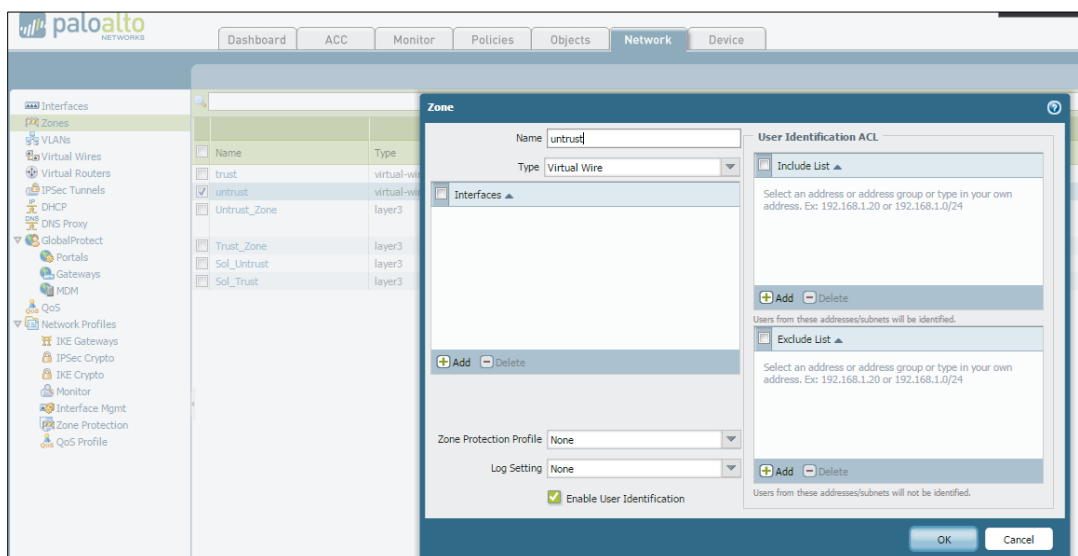 paloalto
NETWORKS
Dashboard ACC Monitor Policies Objects Network Device
Interfaces
Zones
VLANs
Virtual Wires
Virtual Routers
IPSec Tunnels
DHCP
DNS Proxy
GlobalProtect
Portals
Gateways
MDM
QoS
Network Profiles
IKE Gateways
IPSec Crypto
IKE Crypto
Monitor
Interface Mgmt
Zone Protection
QoS Profile
Name Type
trust virtual-wi
untrust virtual-wi
Untrust_Zone layer3
Trust_Zone layer3
Sol_Untrust layer3
Sol_Trust layer3
Zone
Name untrust
Type Virtual Wire
Interfaces
Add Delete
Zone Protection Profile None
Log Setting None
Enable User Identification
User Identification ACL
Include List
Select an address or address group or type in your own
address. Ex: 192.168.1.20 or 192.168.1.0/24
Add Delete
Users from these addresses/subnets will be identified.
Exclude List
Select an address or address group or type in your own
address. Ex: 192.168.1.20 or 192.168.1.0/24
Add Delete
Users from these addresses/subnets will not be identified.
OK Cancel